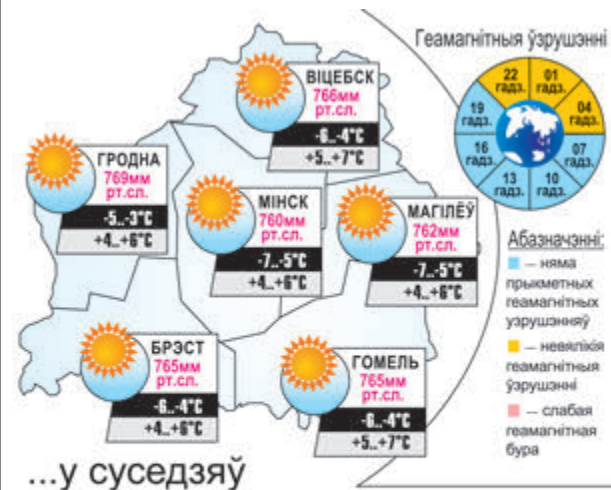 Геамагнітныя ўзрушэнні
22 гадз.
01 гадз.
04 гадз.
07 гадз.
10 гадз.
13 гадз.
16 гадз.
19 гадз.
ВІЦЕБСК
766мм
рт.сл.
-6..-4°С
+5..+7°С
ГРОДНА
769мм
рт.сл.
-5..-3°С
+4..+6°С
МІНСК
760мм
рт.сл.
-7..-5°С
+4..+6°С
МАГІЛЁЎ
762мм
рт.сл.
-7..-5°С
+4..+6°С
БРЭСТ
765мм
рт.сл.
-6..-4°С
+4..+6°С
ГОМЕЛЬ
765мм
рт.сл.
-6..-4°С
+5..+7°С
Абазначэнні:
— няма
прыкметных
геамагнітных
узрушэнняў
— невялікія
геамагнітныя
ўзрушэнні
— слабая
геамагнітная
бура
...у суседзяў